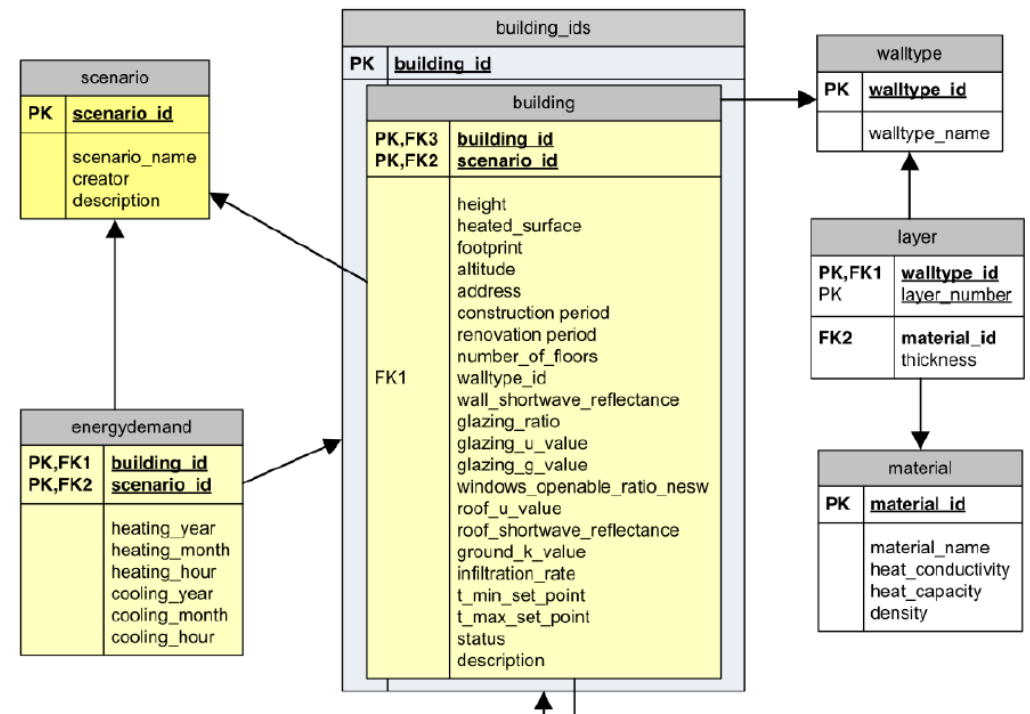 building_ids
PK building_id
scenario
PK scenario_id
scenario_name
creator
description
building
PK,FK3 building_id
PK,FK2 scenario_id
height
heated_surface
footprint
altitude
address
construction period
renovation period
number_of_floors
FK1 walltype_id
wall_shortwave_reflectance
glazing_ratio
glazing_u_value
glazing_g_value
windows_openable_ratio_nesw
roof_u_value
roof_shortwave_reflectance
ground_k_value
infiltration_rate
t_min_set_point
t_max_set_point
status
description
walltype
PK walltype_id
walltype_name
layer
PK,FK1 walltype_id
PK layer_number
FK2 material_id
thickness
energydemand
PK,FK1 building_id
PK,FK2 scenario_id
heating_year
heating_month
heating_hour
cooling_year
cooling_month
cooling_hour
material
PK material_id
material_name
heat_conductivity
heat_capacity
density